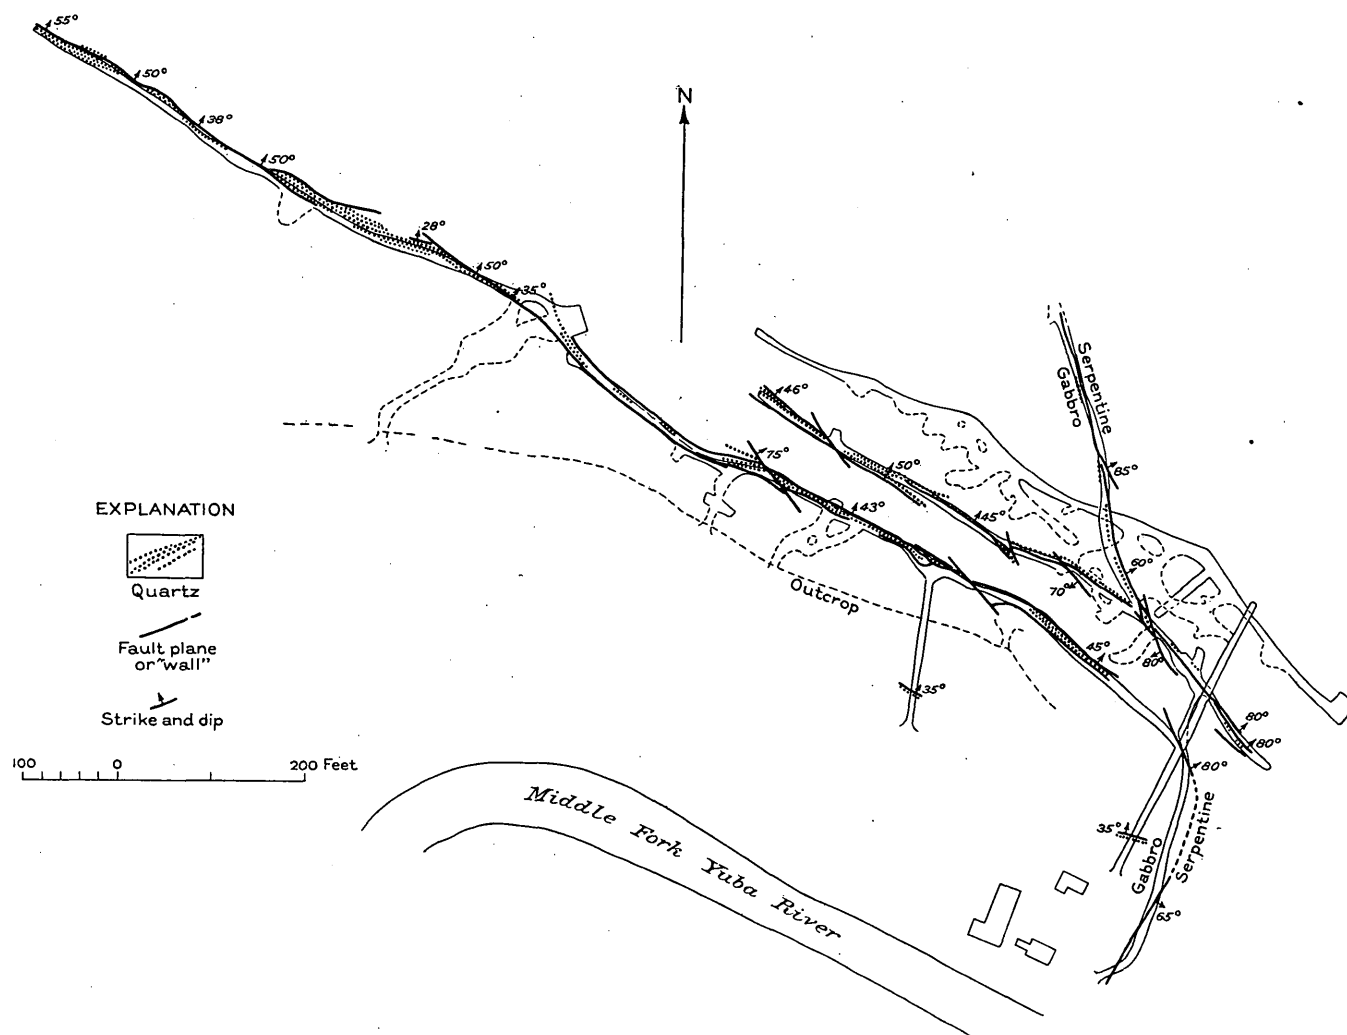 55°
50°
38°
50°
28°
50°
35°
N
Serpentine
Gabbro
46°
75°
50°
85°
43°
45°
60°
70°
Outcrop
45°
80°
35°
80°
80°
80°
EXPLANATION
Quartz
Fault plane
or "wall"
Strike and dip
100 0 200 Feet
Middle Fork Yuba River
35°
Gabbro
Serpentine
65°